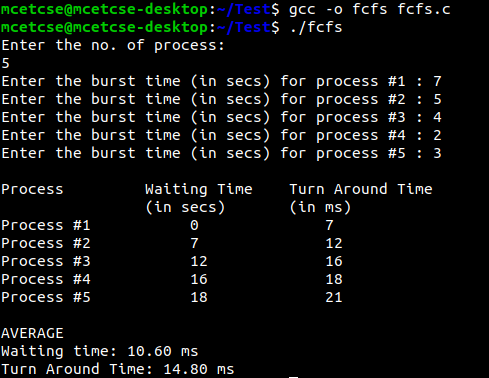 mcetcse@mcetcse-desktop:~/Test$ gcc -o fcfs fcfs.c
mcetcse@mcetcse-desktop:~/Test$ ./fcfs
Enter the no. of process:
5
Enter the burst time (in secs) for process #1 : 7
Enter the burst time (in secs) for process #2 : 5
Enter the burst time (in secs) for process #3 : 4
Enter the burst time (in secs) for process #4 : 2
Enter the burst time (in secs) for process #5 : 3
Process Waiting Time Turn Around Time
(in secs) (in ms)
Process #1 0 7
Process #2 7 12
Process #3 12 16
Process #4 16 18
Process #5 18 21
AVERAGE
Waiting time: 10.60 ms
Turn Around Time: 14.80 ms